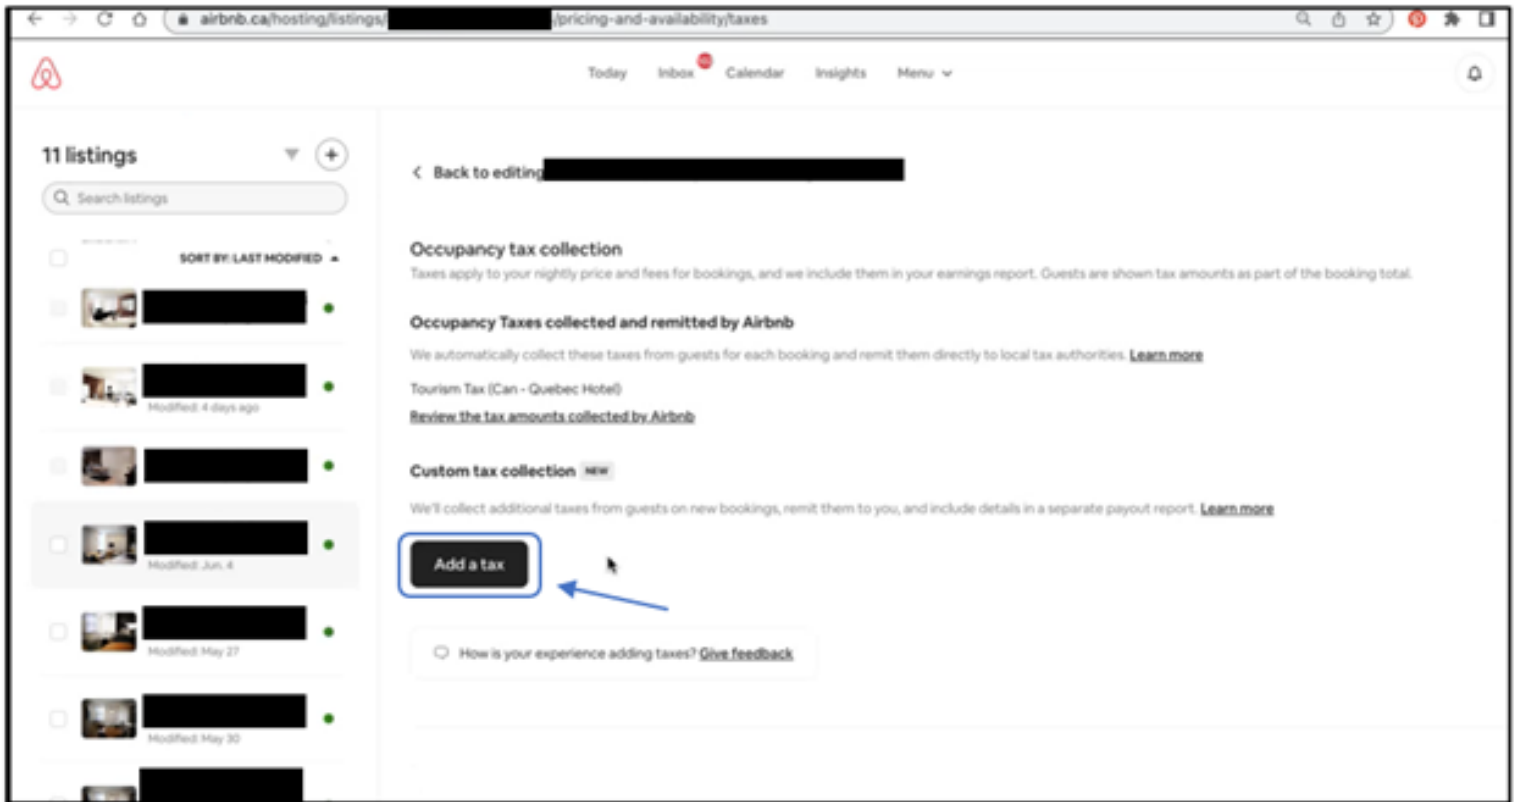 airbnb.ca/hosting/listings/ /pricing-and-availability/taxes
Today Inbox Calendar Insights Menu
11 listings
Search listings
SORT BY: LAST MODIFIED
Modified: 4 days ago
Modified: Jun. 4
Modified: May 27
Modified: May 30
Back to editing
Occupancy tax collection
Taxes apply to your nightly price and fees for bookings, and we include them in your earnings report. Guests are shown tax amounts as part of the booking total.
Occupancy Taxes collected and remitted by Airbnb
We automatically collect these taxes from guests for each booking and remit them directly to local tax authorities. Learn more
Tourism Tax (Can - Quebec Hotel)
Review the tax amounts collected by Airbnb
Custom tax collection NEW
We'll collect additional taxes from guests on new bookings, remit them to you, and include details in a separate payout report. Learn more
Add a tax
How is your experience adding taxes? Give feedback